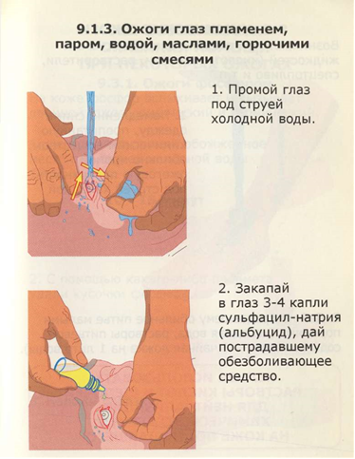 9.1.3. Ожоги глаз пламенем,
паром, водой, маслами, горючими
смесями
1. Промой глаз
под струей
холодной воды.
2. Закапай
в глаз 3-4 капли
сульфацил-натрия
(альбуцид), дай
пострадавшему
обезболивающее
средство.